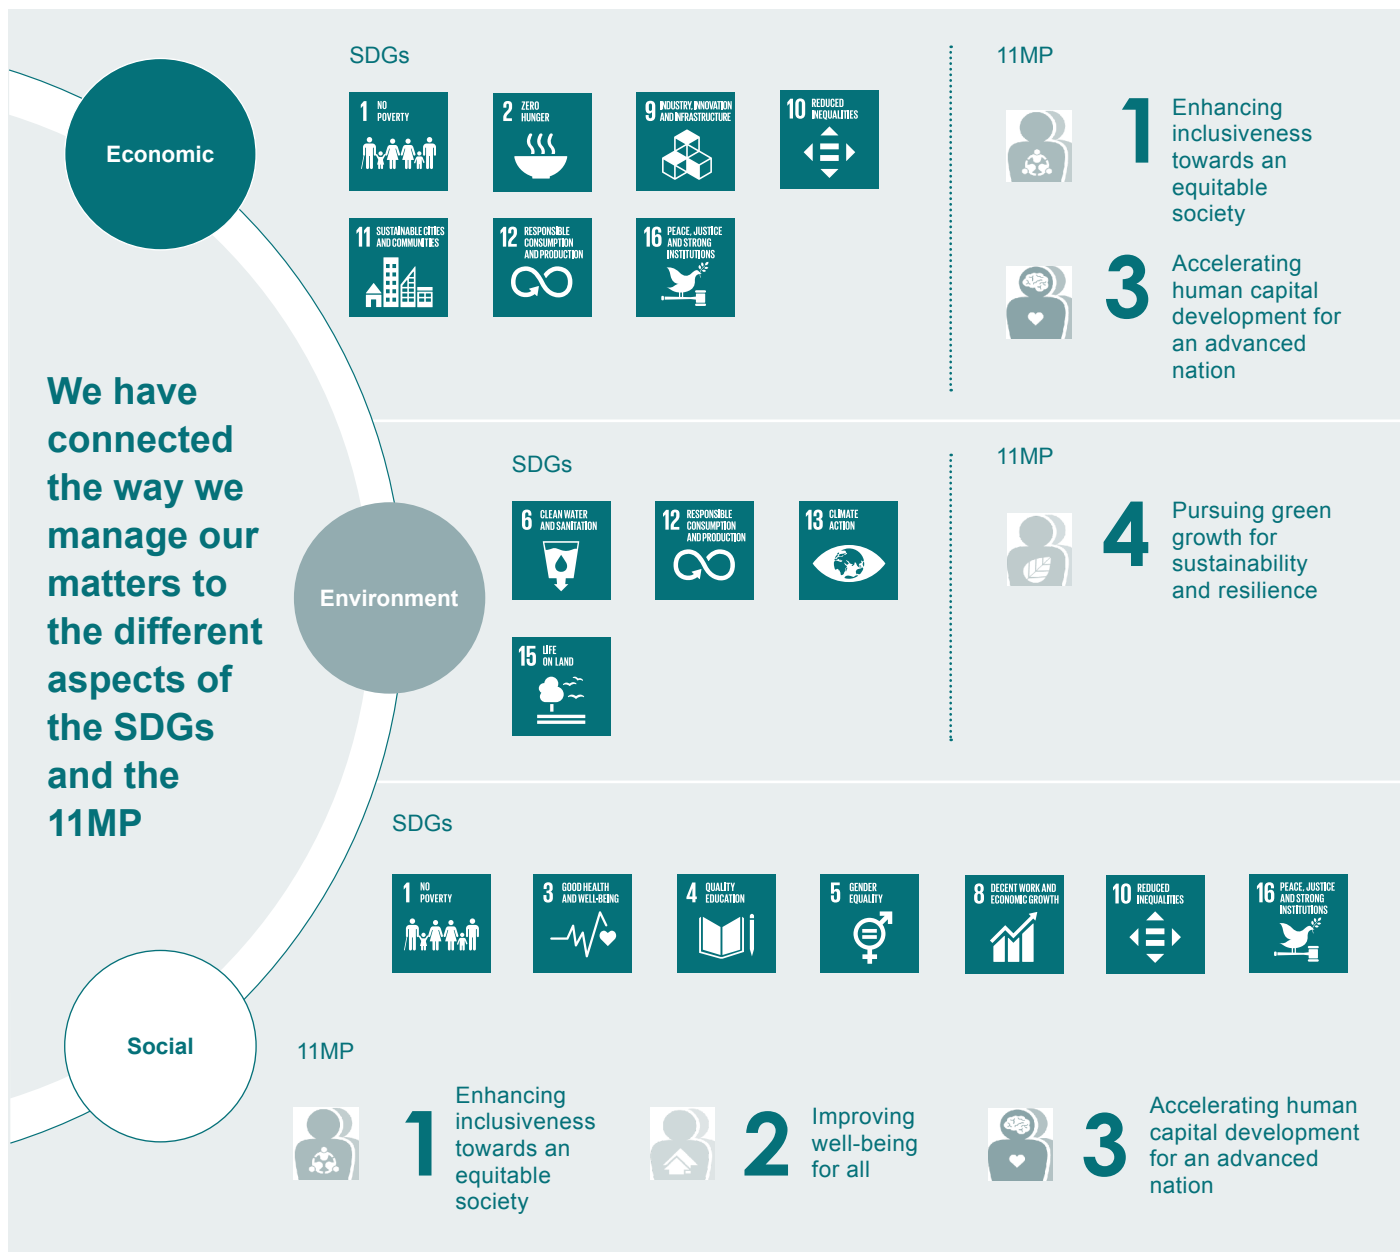 We have
connected
the way we
manage our
matters to
the different
aspects of
the SDGs
and the
11MP
Economic
SDGs
1 NO
POVERTY
2 ZERO
HUNGER
9 INDUSTRY, INNOVATION
AND INFRASTRUCTURE
10 REDUCED
INEQUALITIES
11 SUSTAINABLE CITIES
AND COMMUNITIES
12 RESPONSIBLE
CONSUMPTION
AND PRODUCTION
16 PEACE, JUSTICE
AND STRONG
INSTITUTIONS
11MP
1
Enhancing
inclusiveness
towards an
equitable
society
3
Accelerating
human capital
development for
an advanced
nation
Environment
SDGs
6 CLEAN WATER
AND SANITATION
12 RESPONSIBLE
CONSUMPTION
AND PRODUCTION
13 CLIMATE
ACTION
15 LIFE
ON LAND
11MP
4
Pursuing green
growth for
sustainability
and resilience
Social
SDGs
1 NO
POVERTY
3 GOOD HEALTH
AND WELL-BEING
4 QUALITY
EDUCATION
5 GENDER
EQUALITY
8 DECENT WORK AND
ECONOMIC GROWTH
10 REDUCED
INEQUALITIES
16 PEACE, JUSTICE
AND STRONG
INSTITUTIONS
11MP
1
Enhancing
inclusiveness
towards an
equitable
society
2
Improving
well-being
for all
3
Accelerating human
capital development
for an advanced
nation